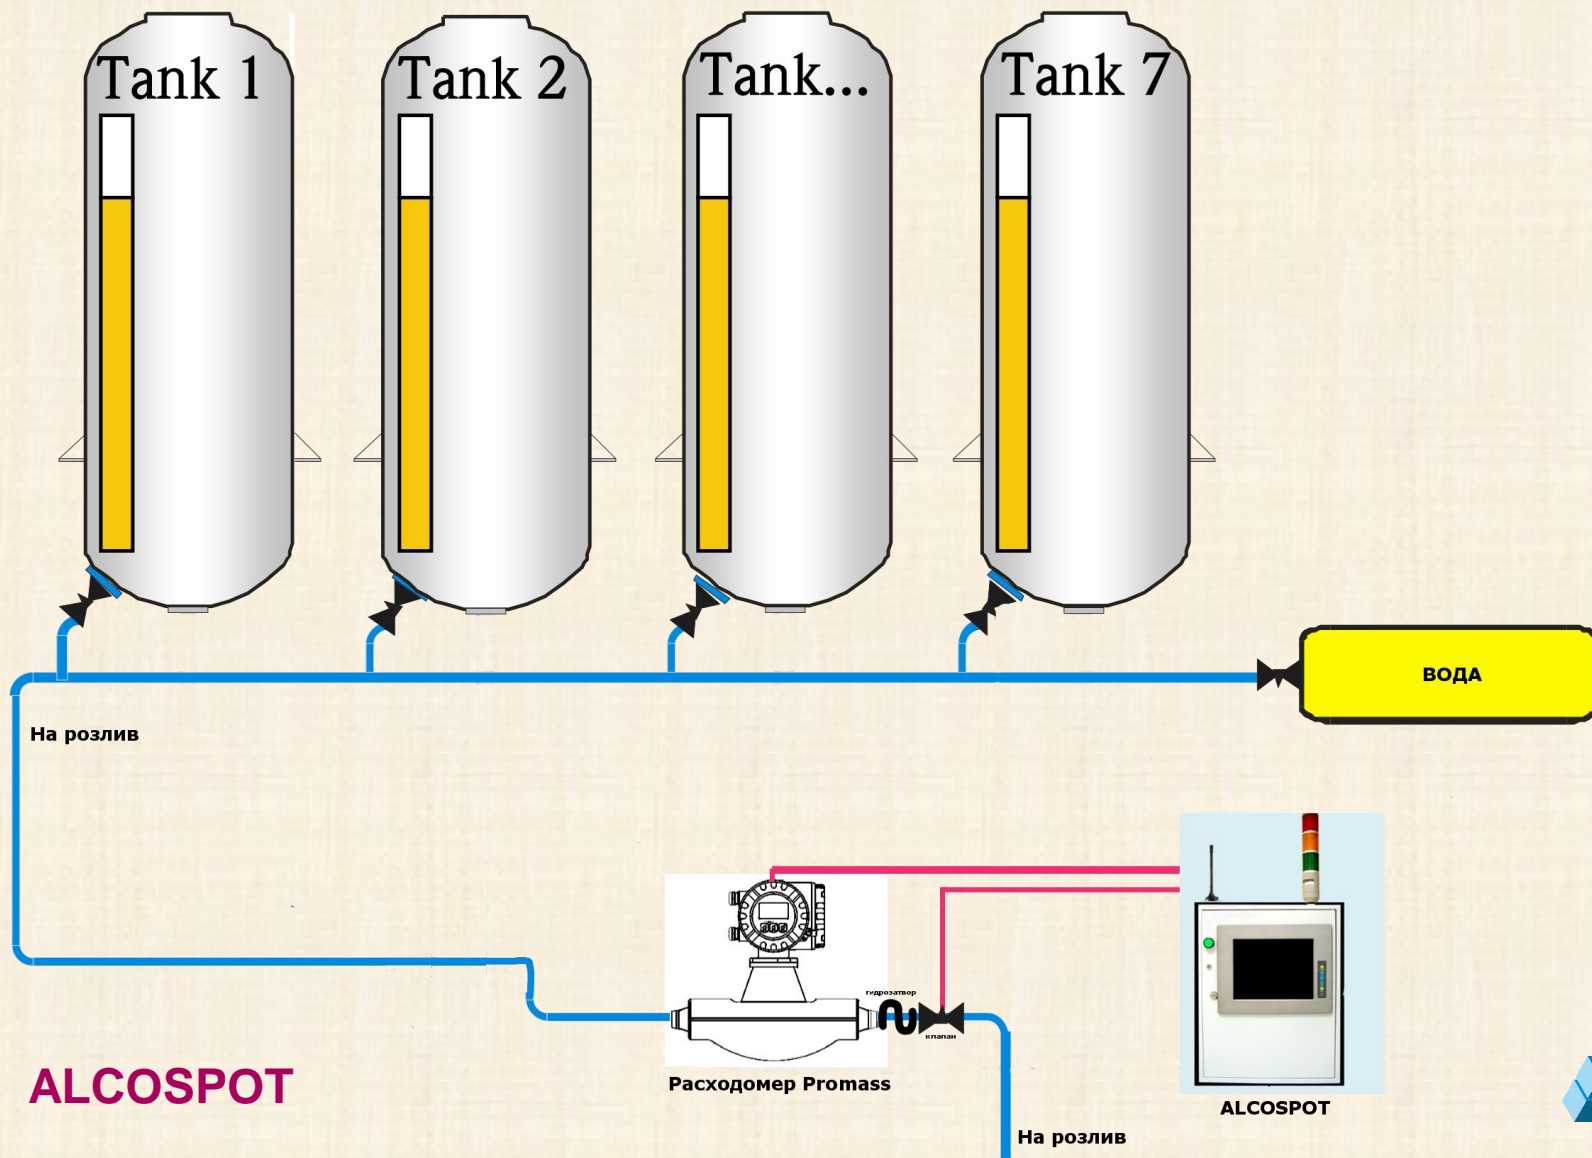 Tank 1
Tank 2
Tank...
Tank 7
ВОДА
На розлив
гидрозатвор
клапан
Расходомер Promass
ALCOSPOT
ALCOSPOT
На розлив